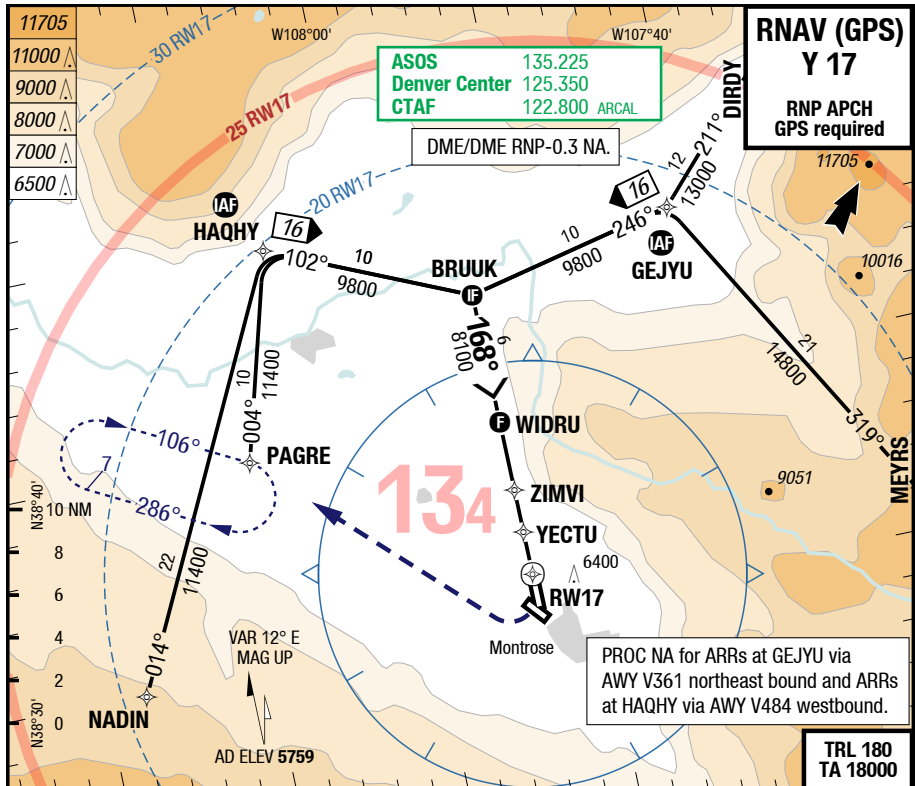 11705
11000
9000
8000
7000
6500
30 RW17
W108°00'
W107°40'
RNAV (GPS)
Y 17
RNP APCH
GPS required
ASOS 135.225
Denver Center 125.350
CTAF 122.800 ARCAL
DME/DME RNP-0.3 NA.
25 RW17
20 RW17
DIRDY
211°
12
13000
11705
IAF
HAQHY
16
102°
10
9800
BRUUK
IF
10
9800
246°
16
IAF
GEJYU
10016
168°
6
8100
21
14800
319°
MEYRS
10
11400
004°
PAGRE
106°
7
286°
F WIDRU
ZIMVI
YECTU
RW17
6400
9051
134
22
11400
014°
NADIN
N38°40'
10 NM
8
6
4
2
0
N38°30'
VAR 12° E
MAG UP
AD ELEV 5759
Montrose
PROC NA for ARRs at GEJYU via
AWY V361 northeast bound and ARRs
at HAQHY via AWY V484 westbound.
TRL 180
TA 18000